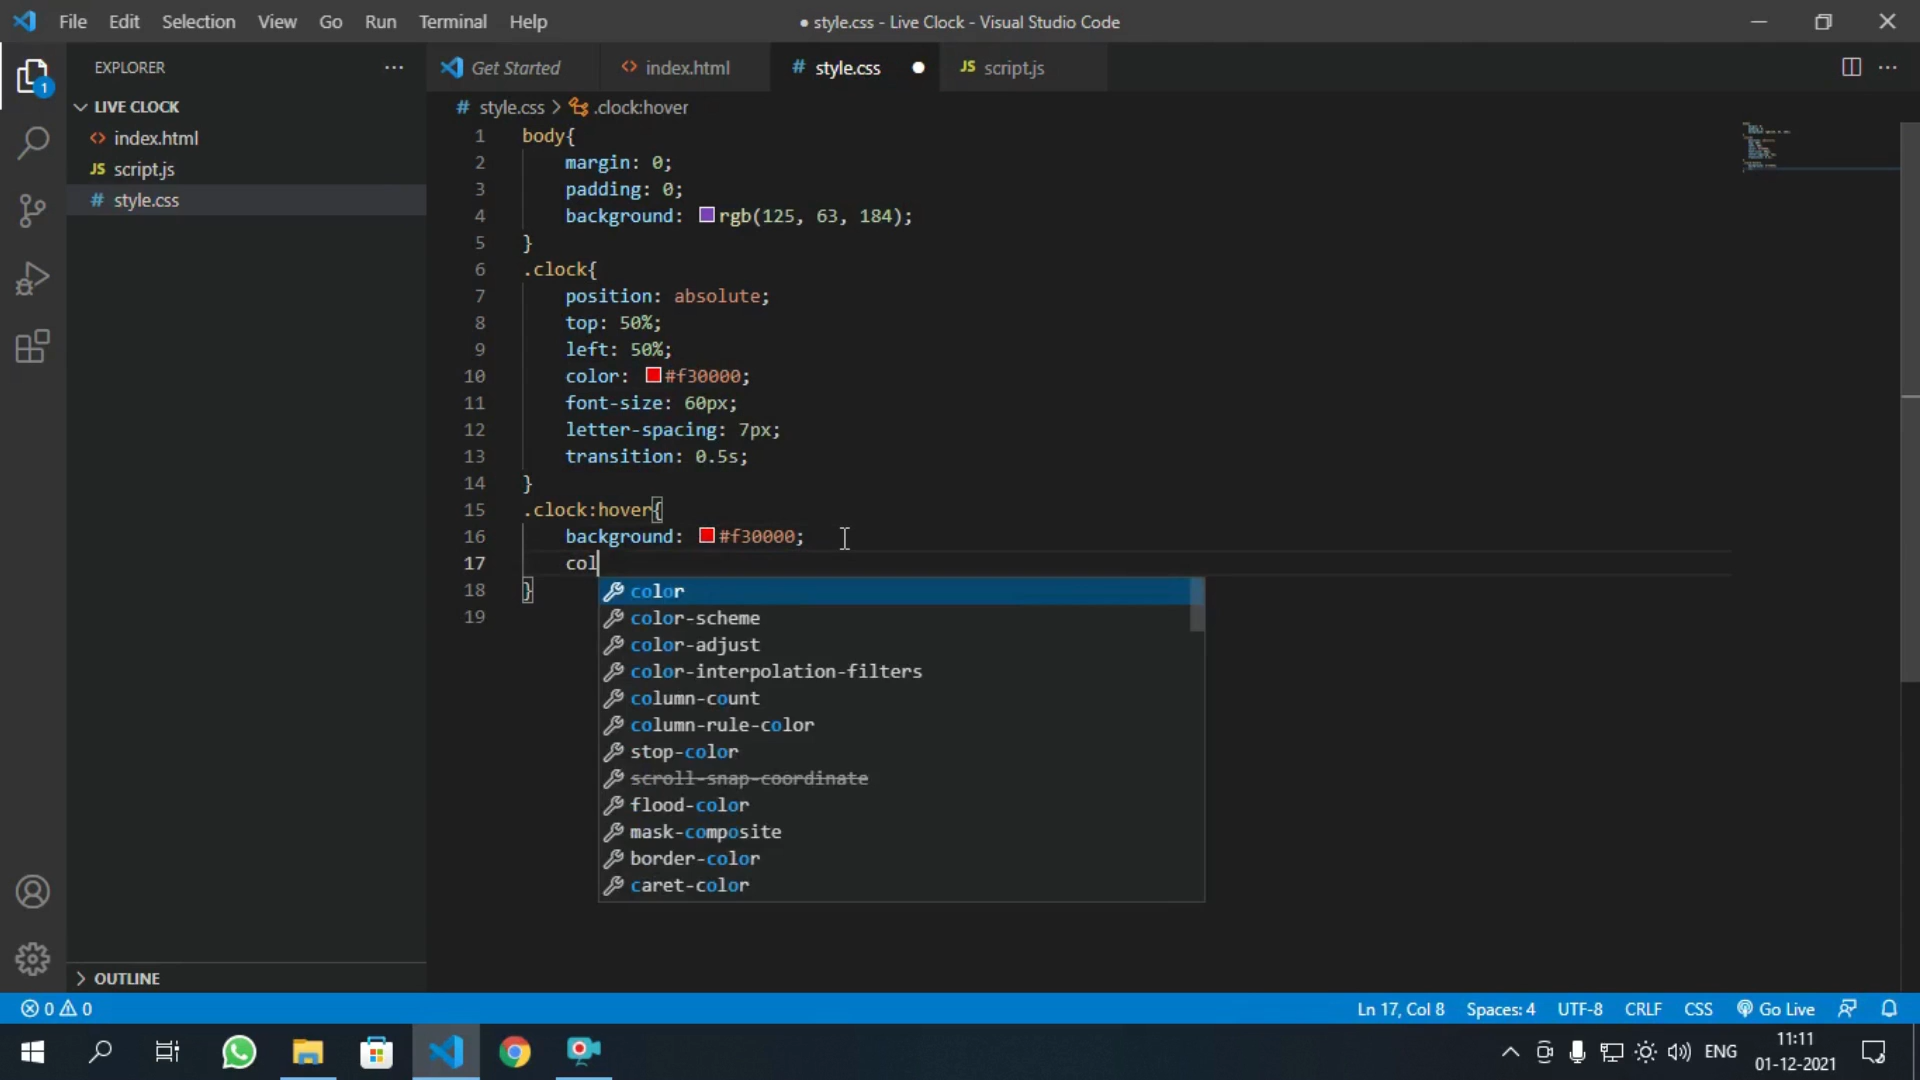 File Edit Selection View Go Run Terminal Help
● style.css - Live Clock - Visual Studio Code
EXPLORER
LIVE CLOCK
index.html
JS script.js
# style.css
OUTLINE
1
Get Started
index.html
# style.css
JS script.js
# style.css > .clock:hover
1 body{
2 margin: 0;
3 padding: 0;
4 background: rgb(125, 63, 184);
5 }
6 .clock{
7 position: absolute;
8 top: 50%;
9 left: 50%;
10 color: #f30000;
11 font-size: 60px;
12 letter-spacing: 7px;
13 transition: 0.5s;
14 }
15 .clock:hover{
16 background: #f30000;
17 col
18 }
19
color
color-scheme
color-adjust
color-interpolation-filters
column-count
column-rule-color
stop-color
scroll-snap-coordinate
flood-color
mask-composite
border-color
caret-color
0 0
Ln 17, Col 8 Spaces: 4 UTF-8 CRLF CSS Go Live
ENG
11:11
01-12-2021